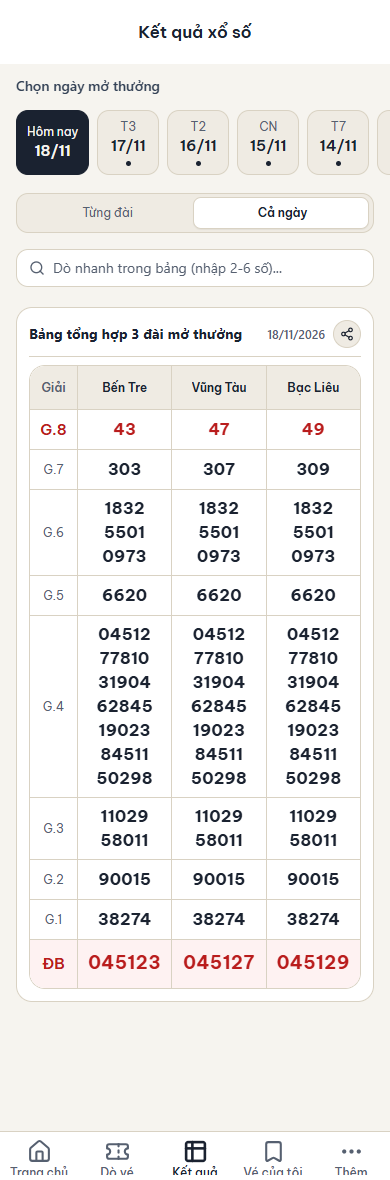 Kết quả xổ số
Chọn ngày mở thưởng
Hôm nay T3 T2 CN T7
18/11 17/11 16/11 15/11 14/11
Từng đài Cả ngày
Dò nhanh trong bảng (nhập 2-6 số)...
Bảng tổng hợp 3 đài mở thưởng 18/11/2026
Giải Bến Tre Vũng Tàu Bạc Liêu
G.8 43 47 49
G.7 303 307 309
1832 1832 1832
G.6 5501 5501 5501
0973 0973 0973
G.5 6620 6620 6620
04512 04512 04512
77810 77810 77810
31904 31904 31904
G.4 62845 62845 62845
19023 19023 19023
84511 84511 84511
50298 50298 50298
11029 11029 11029
G.3
58011 58011 58011
G.2 90015 90015 90015
G.1 38274 38274 38274
ĐB 045123 045127 045129
Trang chủ Dò vé Kết quả Vé của tôi Thêm